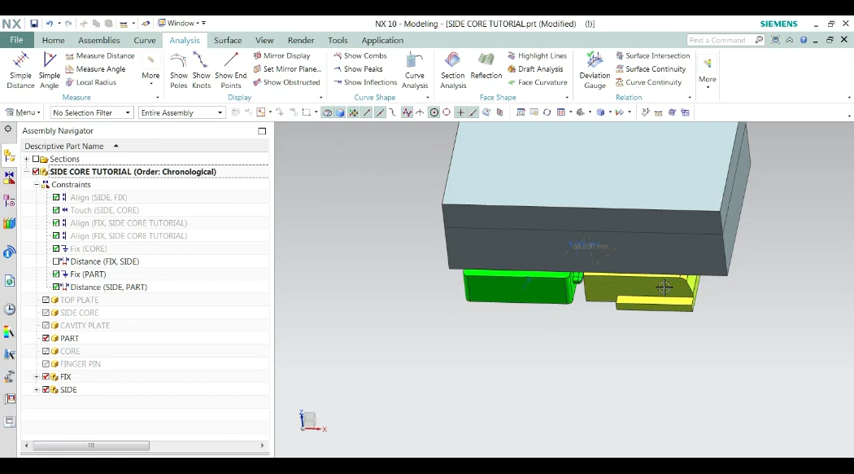 NX Window NX 10 - Modeling - [SIDE CORE TUTORIAL.prt (Modified) (!)] SIEMENS
File Home Assemblies Curve Analysis Surface View Render Tools Application Find a Command
Simple Distance
Simple Angle
Measure Distance
Measure Angle
Local Radius
More
Measure
Show Poles
Show Knots
Show End Points
Mirror Display
Set Mirror Plane...
Show Obstructed
Display
Show Combs
Show Peaks
Show Inflections
Curve Analysis
Curve Shape
Section Analysis
Reflection
Highlight Lines
Draft Analysis
Face Curvature
Face Shape
Deviation Gauge
Surface Intersection
Surface Continuity
Curve Continuity
Relation
More
Menu No Selection Filter Entire Assembly
Assembly Navigator
Descriptive Part Name
Sections
SIDE CORE TUTORIAL (Order: Chronological)
Constraints
Align (SIDE, FIX)
Touch (SIDE, CORE)
Align (FIX, SIDE CORE TUTORIAL)
Align (FIX, SIDE CORE TUTORIAL)
Fix (CORE)
Distance (FIX, SIDE)
Fix (PART)
Distance (SIDE, PART)
TOP PLATE
SIDE CORE
CAVITY PLATE
PART
CORE
FINGER PIN
FIX
SIDE
Z
X